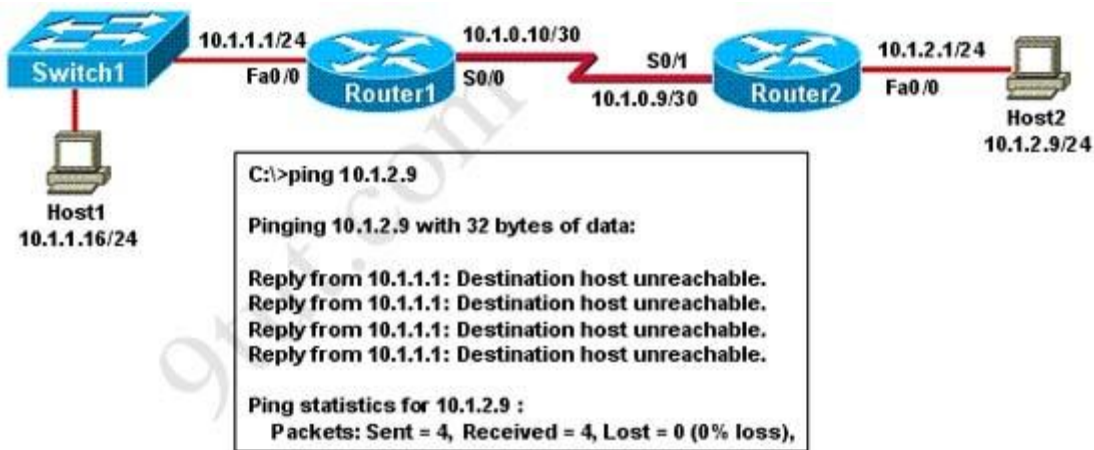 10.1.1.1/24
10.1.0.10/30
S0/1
10.1.2.1/24
Switch1
Fa0/0
Router1
S0/0
10.1.0.9/30
Router2
Fa0/0
Host2
10.1.2.9/24
Host1
10.1.1.16/24
C:\>ping 10.1.2.9
Pinging 10.1.2.9 with 32 bytes of data:
Reply from 10.1.1.1: Destination host unreachable.
Reply from 10.1.1.1: Destination host unreachable.
Reply from 10.1.1.1: Destination host unreachable.
Reply from 10.1.1.1: Destination host unreachable.
Ping statistics for 10.1.2.9 :
Packets: Sent = 4, Received = 4, Lost = 0 (0% loss),
9tut.com